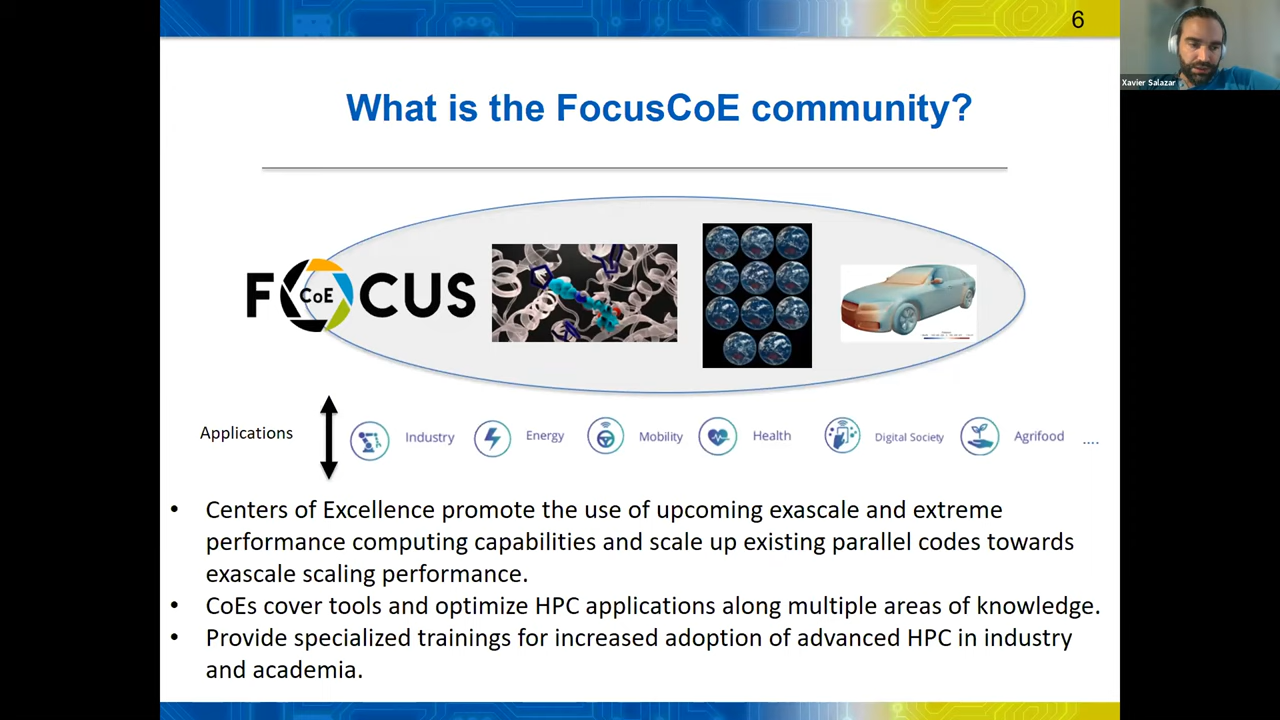 6
Xavier Salazar
What is the FocusCoE community?
FOCUS
CoE
Applications
Industry
Energy
Mobility
Health
Digital Society
Agrifood
....
• Centers of Excellence promote the use of upcoming exascale and extreme
performance computing capabilities and scale up existing parallel codes towards
exascale scaling performance.
• CoEs cover tools and optimize HPC applications along multiple areas of knowledge.
• Provide specialized trainings for increased adoption of advanced HPC in industry
and academia.